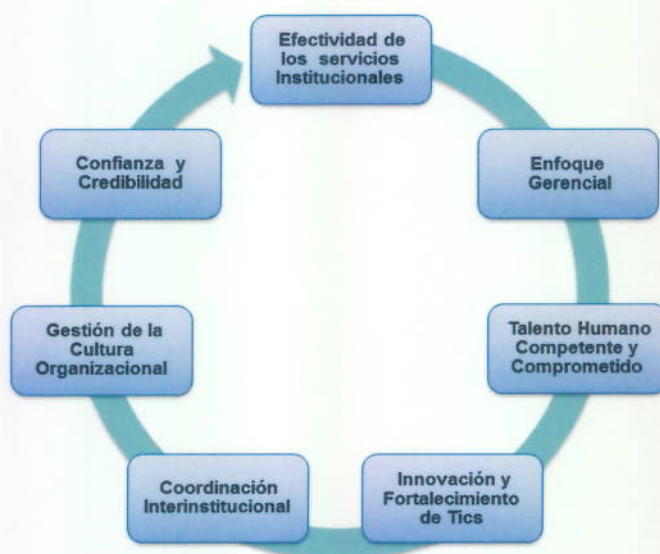 Efectividad de
los servicios
Institucionales
Enfoque
Gerencial
Talento Humano
Competente y
Comprometido
Innovación y
Fortalecimiento
de Tics
Coordinación
Interinstitucional
Gestión de la
Cultura
Organizacional
Confianza y
Credibilidad